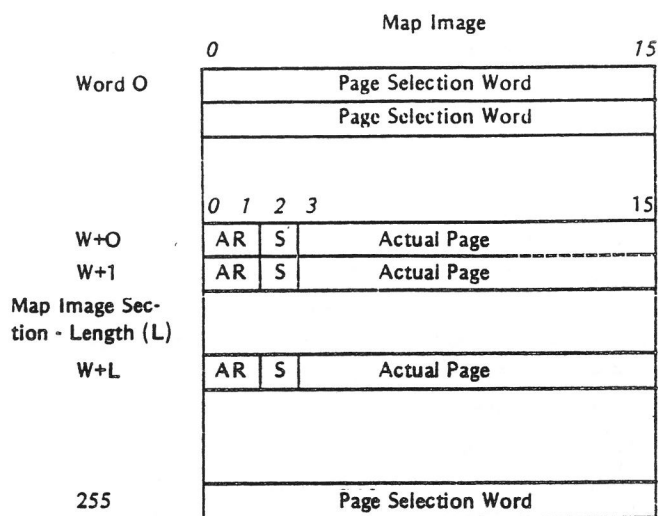 Map Image
0 15
Word O Page Selection Word
Page Selection Word
0 1 2 3 15
W+O AR S Actual Page
W+1 AR S Actual Page
Map Image Sec-
tion - Length (L)
W+L AR S Actual Page
255 Page Selection Word